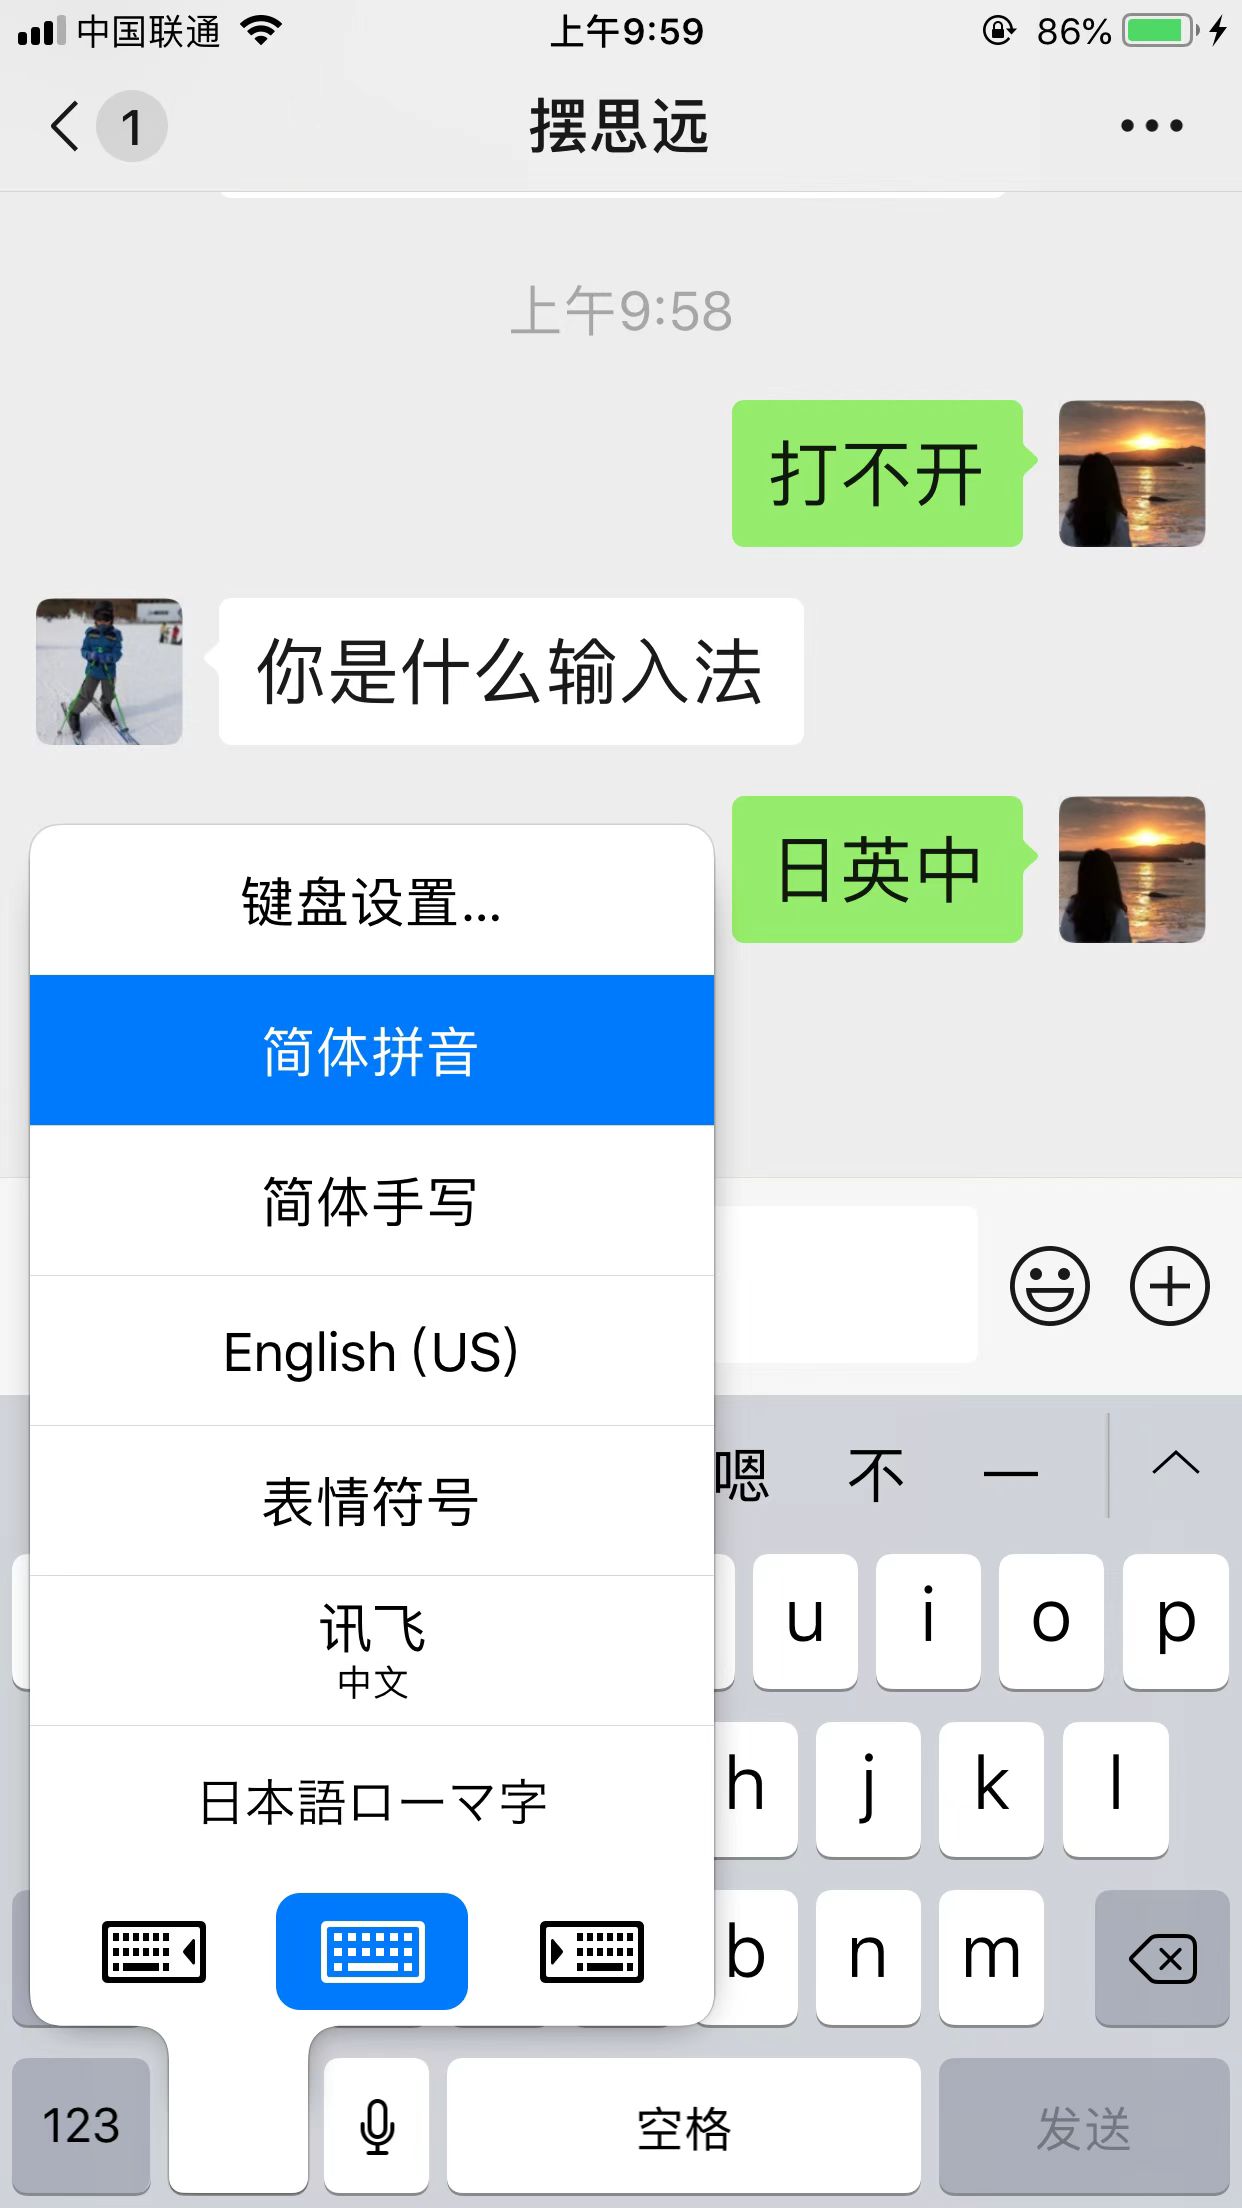 中国联通
上午9:59
86%
1
摆思远
上午9:58
打不开
你是什么输入法
日英中
键盘设置...
简体拼音
简体手写
English (US)
表情符号
讯飞
中文
日本語ローマ字
嗯 不 一
u i o p
h j k l
b n m
123
空格
发送